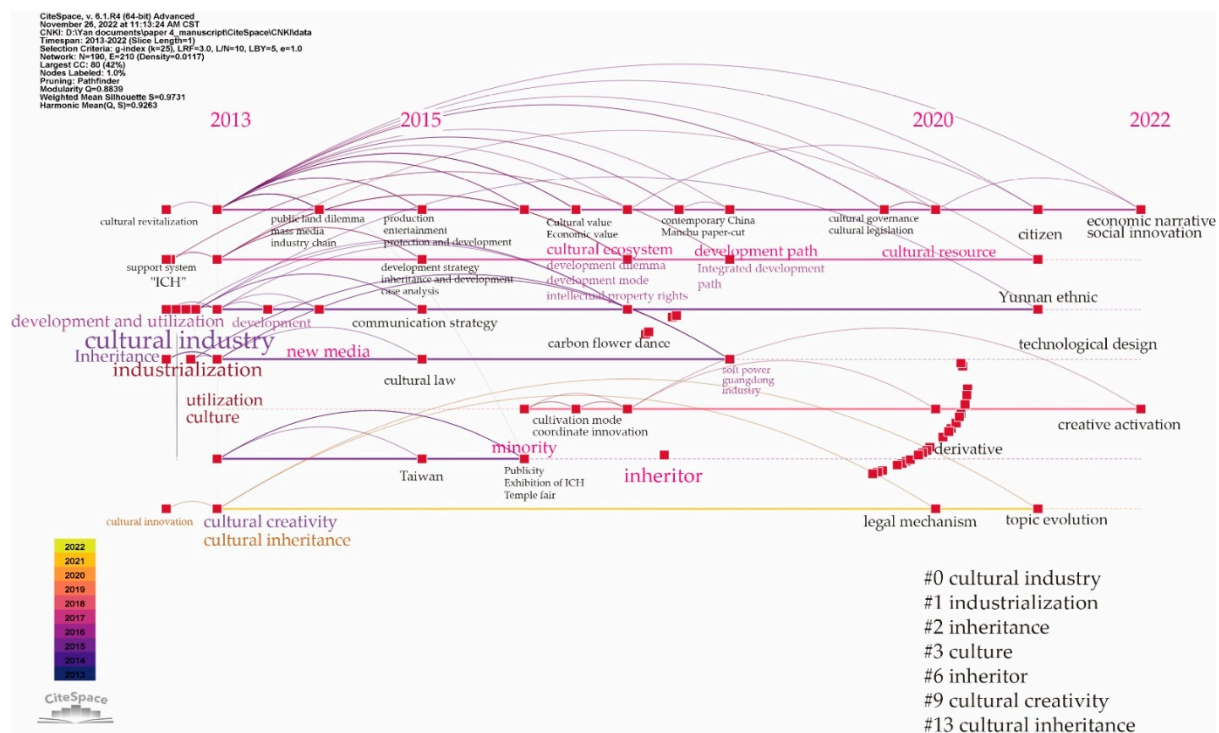 CiteSpace, v. 6.1.R4 (64-bit) Advanced
November 26, 2022 at 11:13:24 AM CST
CNKI: D:\Yan documents\paper 4_manuscript\CiteSpace\CNKI\data
Timespan: 2013-2022 (Slice Length=1)
Selection Criteria: g-index (k=25), LRF=3.0, L/N=10, LBY=5, e=1.0
Network: N=190, E=210 (Density=0.0117)
Largest CC: 80 (42%)
Nodes Labeled: 1.0%
Pruning: Pathfinder
Modularity Q=0.8839
Weighted Mean Silhouette S=0.9731
Harmonic Mean(Q, S)=0.9263
2013
2015
2020
2022
cultural revitalization
public land dilemma
mass media
industry chain
production
entertainment
protection and development
Cultural value
Economic value
contemporary China
Manchu paper-cut
cultural governance
cultural legislation
citizen
economic narrative
social innovation
support system
"ICH"
development strategy
inheritance and development
case analysis
cultural ecosystem
development dilemma
development mode
intellectual property rights
development path
Integrated development
path
cultural resource
development and utilization
development
communication strategy
Yunnan ethnic
cultural industry
carbon flower dance
technological design
Inheritance
industrialization
new media
cultural law
soft power
guangdong
industry
utilization
culture
cultivation mode
coordinate innovation
creative activation
minority
derivative
Taiwan
Publicity
Exhibition of ICH
Temple fair
inheritor
cultural innovation
cultural creativity
cultural inheritance
legal mechanism
topic evolution
2022
2021
2020
2019
2018
2017
2016
2015
2014
2013
CiteSpace
#0 cultural industry
#1 industrialization
#2 inheritance
#3 culture
#6 inheritor
#9 cultural creativity
#13 cultural inheritance